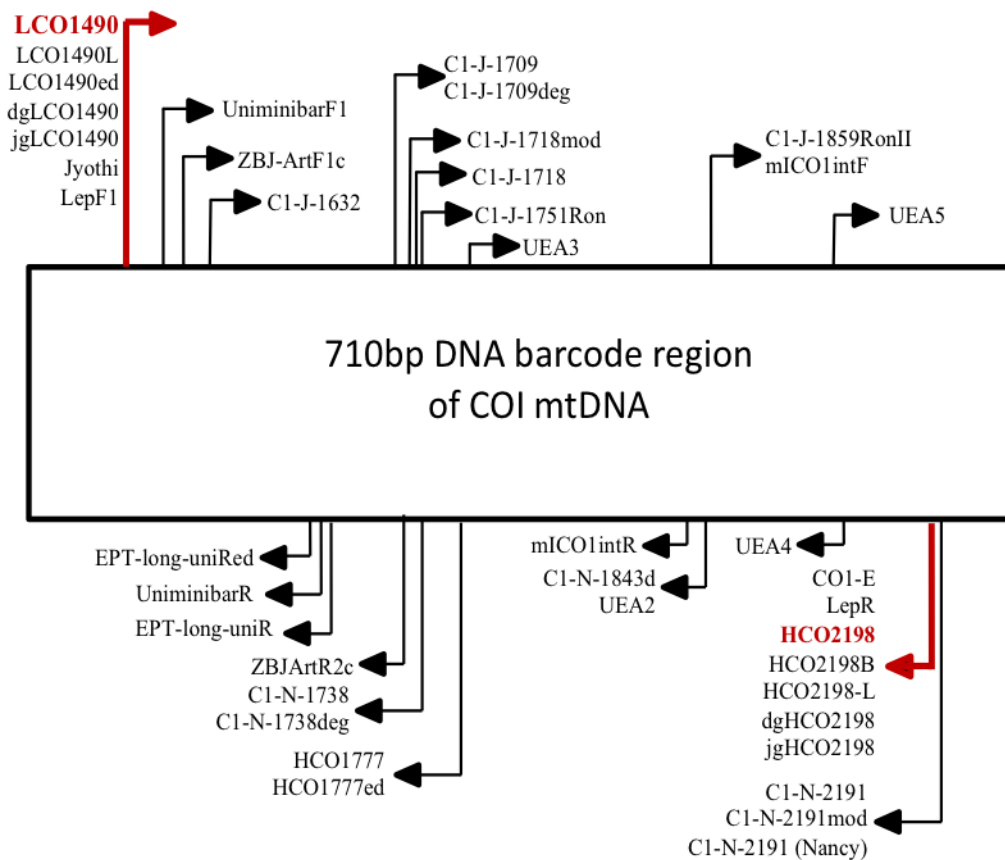 LCO1490
LCO1490L
LCO1490ed
dgLCO1490
jgLCO1490
Jyothi
LepF1
UniminibarF1
ZBJ-ArtF1c
C1-J-1632
C1-J-1709
C1-J-1709deg
C1-J-1718mod
C1-J-1718
C1-J-1751Ron
UEA3
C1-J-1859RonII
mICO1intF
UEA5
710bp DNA barcode region
of COI mtDNA
EPT-long-uniRed
UniminibarR
EPT-long-uniR
ZBJArtR2c
C1-N-1738
C1-N-1738deg
HCO1777
HCO1777ed
mICO1intR
C1-N-1843d
UEA2
UEA4
CO1-E
LepR
HCO2198
HCO2198B
HCO2198-L
dgHCO2198
jgHCO2198
C1-N-2191
C1-N-2191mod
C1-N-2191 (Nancy)